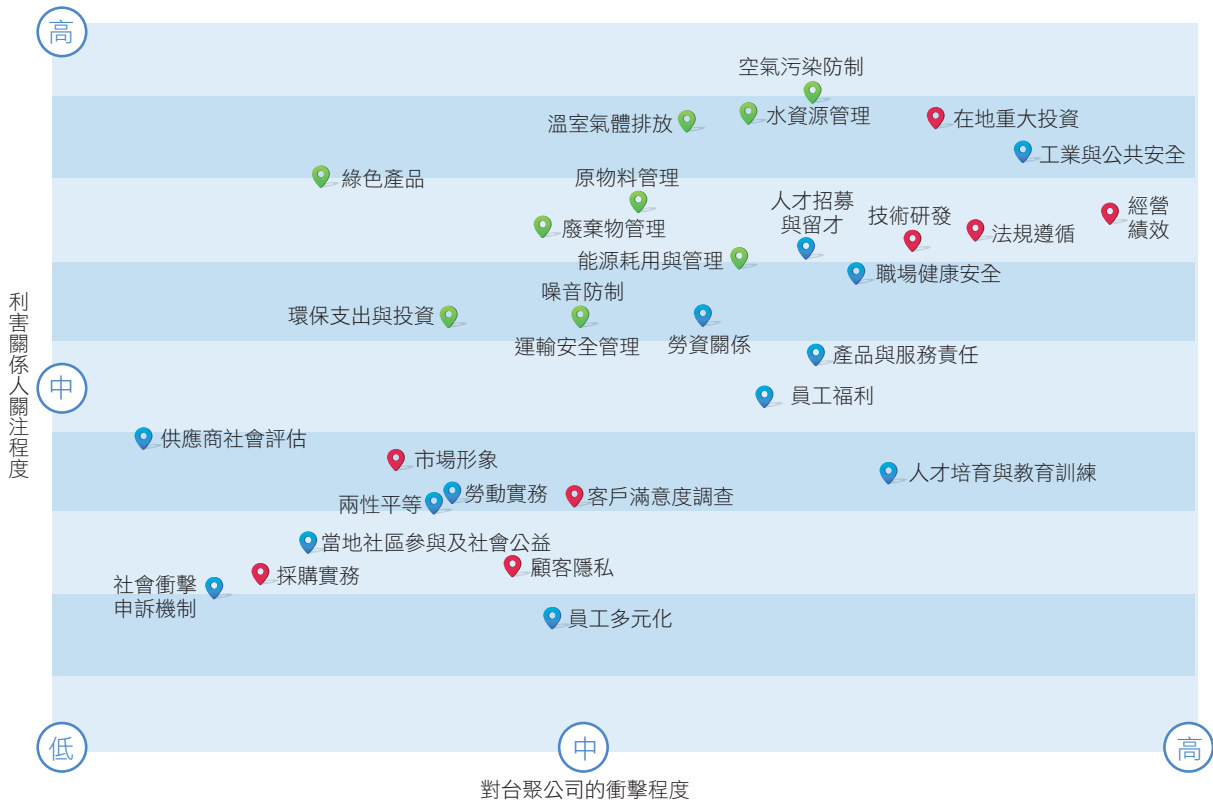 高
空氣污染防制
溫室氣體排放
水資源管理
在地重大投資
工業與公共安全
綠色產品
原物料管理
人才招募
與留才
技術研發
經營
績效
廢棄物管理
法規遵循
能源耗用與管理
職場健康安全
噪音防制
環保支出與投資
運輸安全管理
勞資關係
產品與服務責任
利害關係人關注程度
中
員工福利
供應商社會評估
市場形象
人才培育與教育訓練
兩性平等
勞動實務
客戶滿意度調查
當地社區參與及社會公益
採購實務
顧客隱私
社會衝擊
申訴機制
員工多元化
低
中
高
對台聚公司的衝擊程度